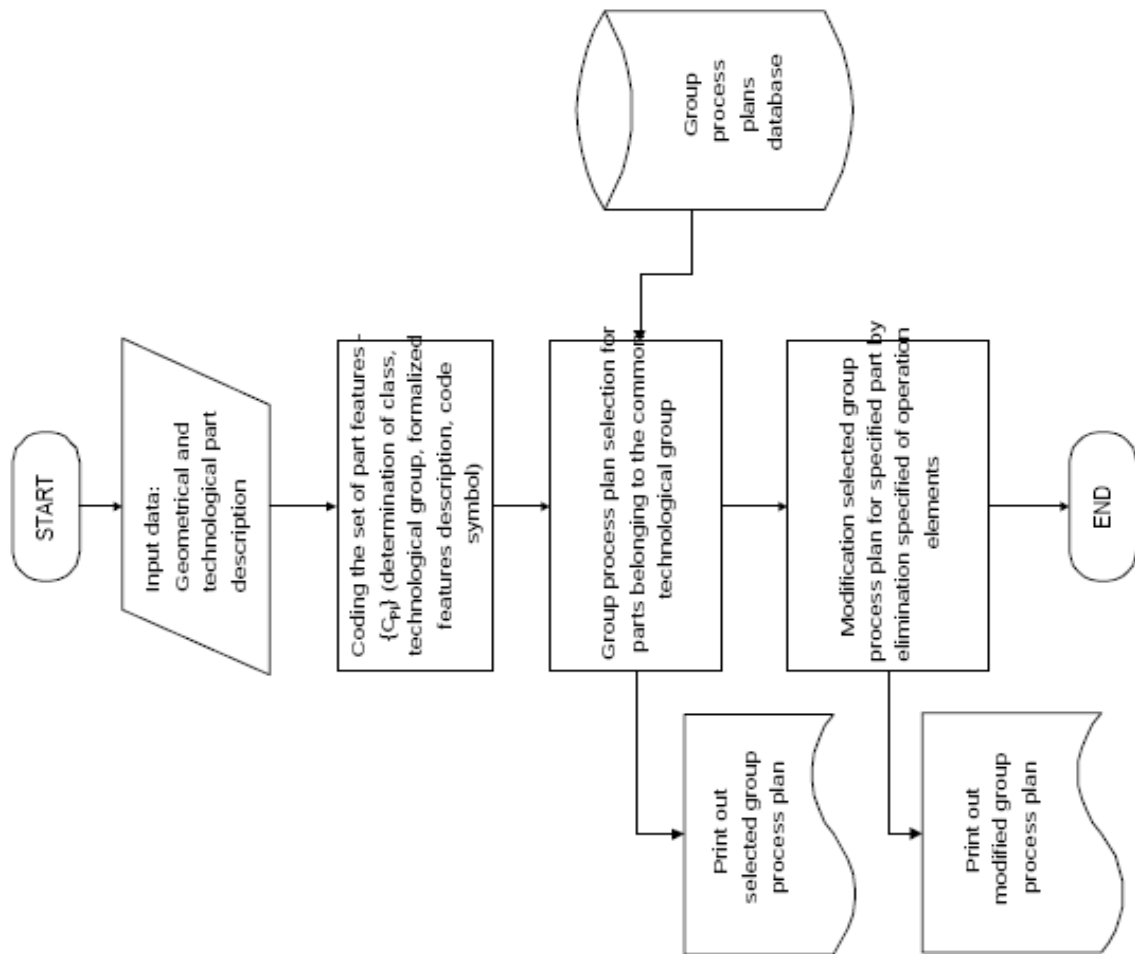 START
Input data:
Geometrical and
technological part
description
Coding the set of part features -
{CPi} (determination of class,
technological group, formalized
features description, code
symbol)
Group process plan selection for
parts belonging to the common
technological group
Group
process
plans
database
Print out
selected group
process plan
Modification selected group
process plan for specified part by
elimination specified of operation
elements
Print out
modified group
process plan
END